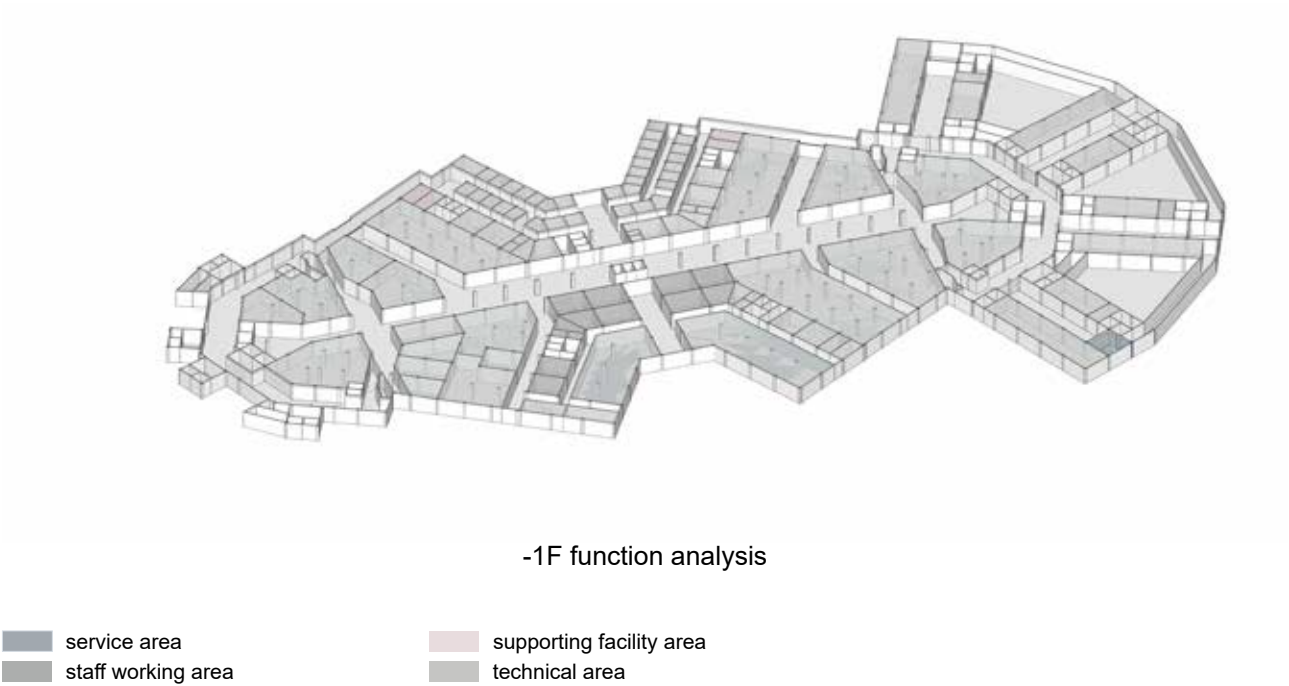 -1F function analysis
service area
supporting facility area
staff working area
technical area